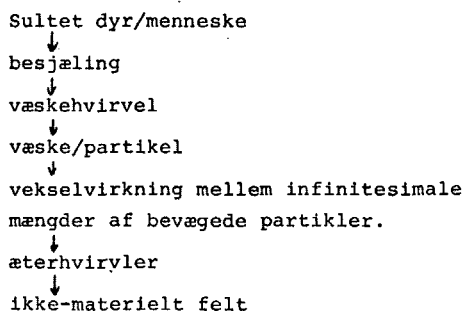 Sultet dyr/menneske
↓
besjæling
↓
væskehvirvel
↓
væske/partikel
↓
vekselvirkning mellem infinitesimale
mængder af bevægede partikler.
↓
æterhvirvler
↓
ikke-materielt felt